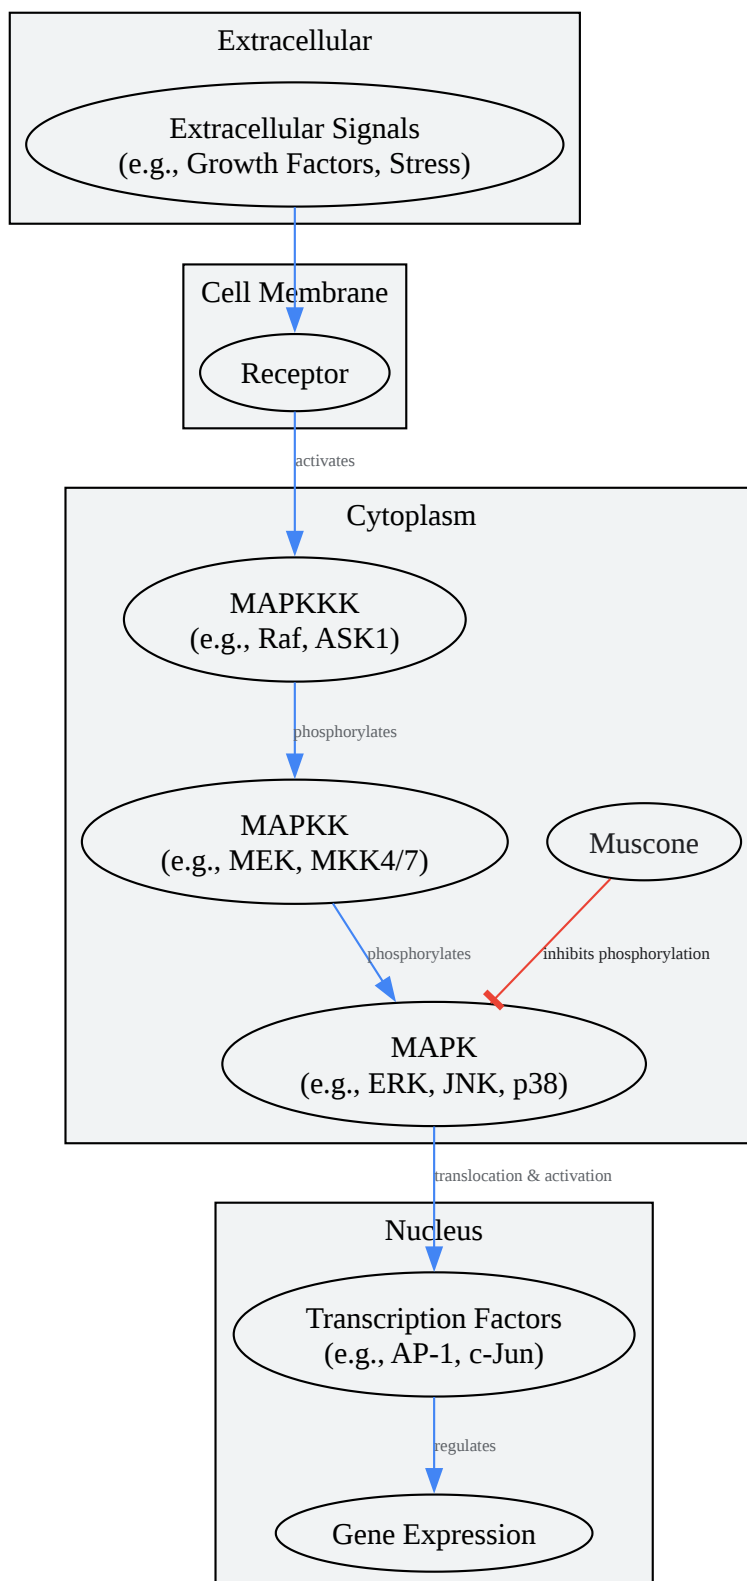 Extracellular
Extracellular Signals
(e.g., Growth Factors, Stress)
Cell Membrane
Receptor
activates
Cytoplasm
MAPKKK
(e.g., Raf, ASK1)
phosphorylates
MAPKK
(e.g., MEK, MKK4/7)
Muscone
phosphorylates
inhibits phosphorylation
MAPK
(e.g., ERK, JNK, p38)
translocation & activation
Nucleus
Transcription Factors
(e.g., AP-1, c-Jun)
regulates
Gene Expression